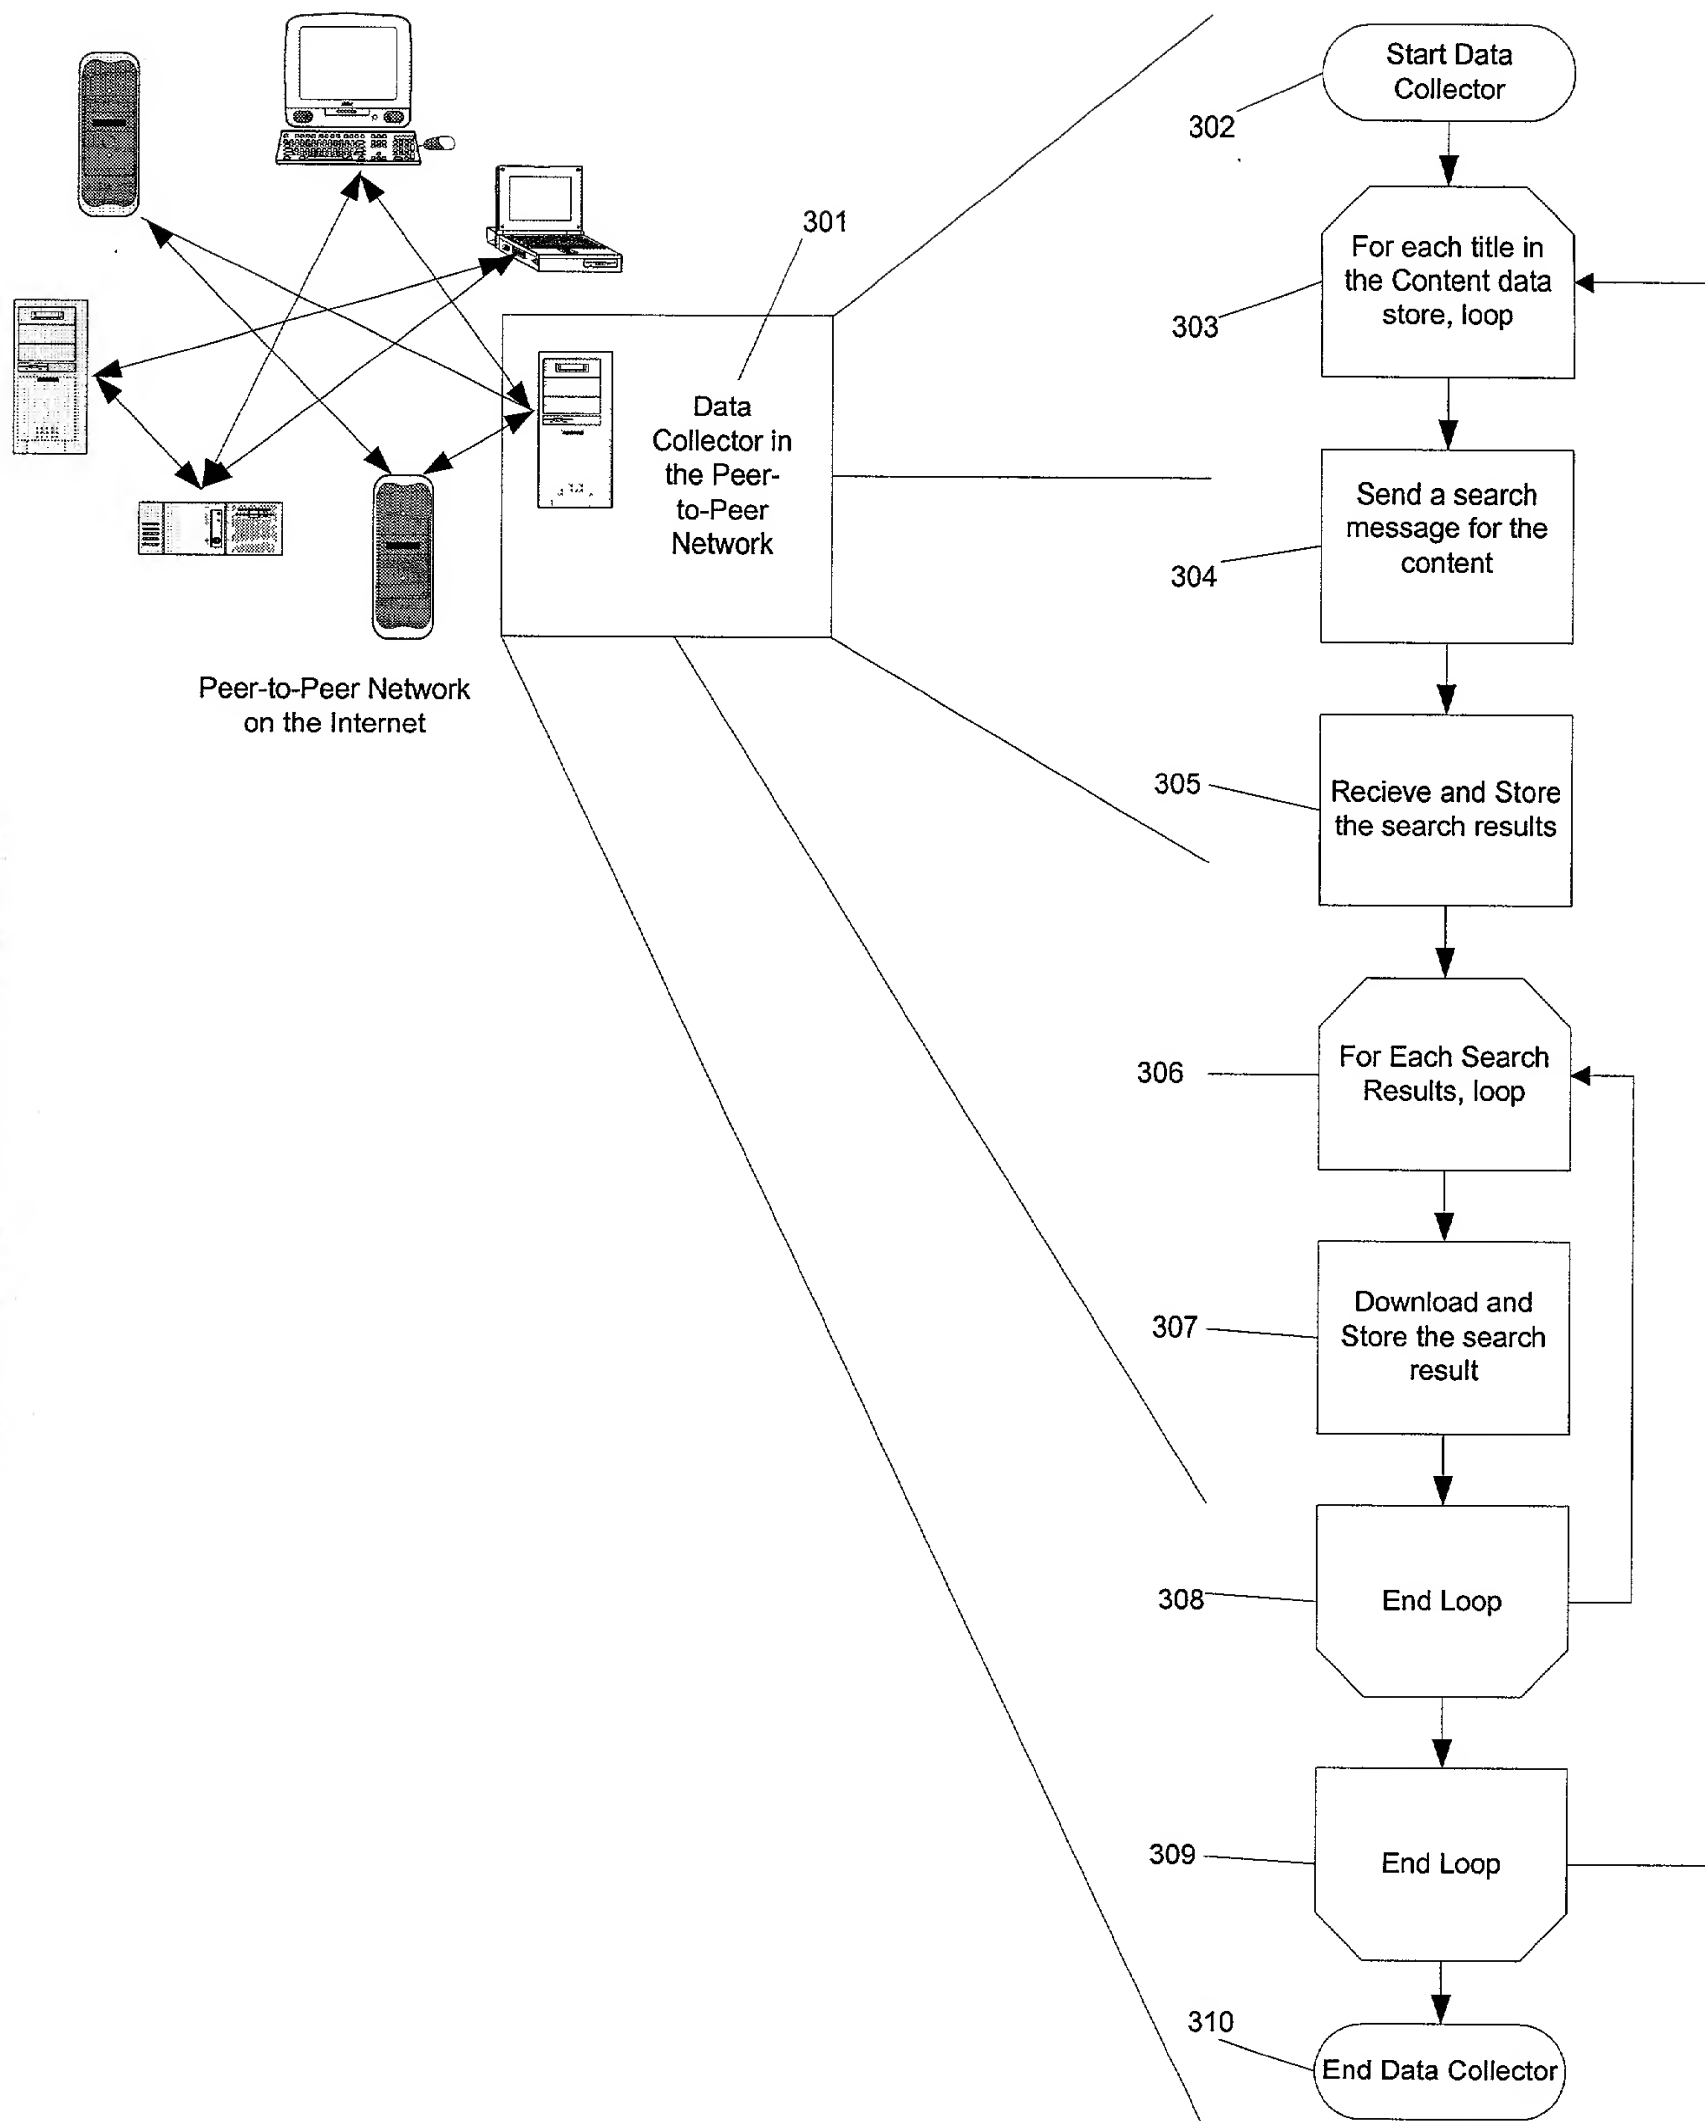 301
Data
Collector in
the Peer-
to-Peer
Network
Peer-to-Peer Network
on the Internet
Start Data
Collector
302
For each title in
the Content data
store, loop
303
Send a search
message for the
content
304
305
Recieve and Store
the search results
306
For Each Search
Results, loop
307
Download and
Store the search
result
308
End Loop
309
End Loop
310
End Data Collector